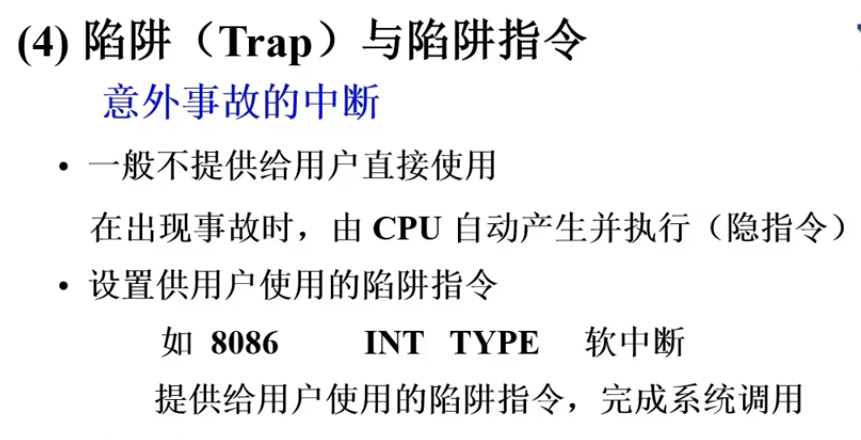 (4) 陷阱（Trap）与陷阱指令
意外事故的中断
• 一般不提供给用户直接使用
在出现事故时，由 CPU 自动产生并执行（隐指令）
• 设置供用户使用的陷阱指令
如 8086 INT TYPE 软中断
提供给用户使用的陷阱指令，完成系统调用